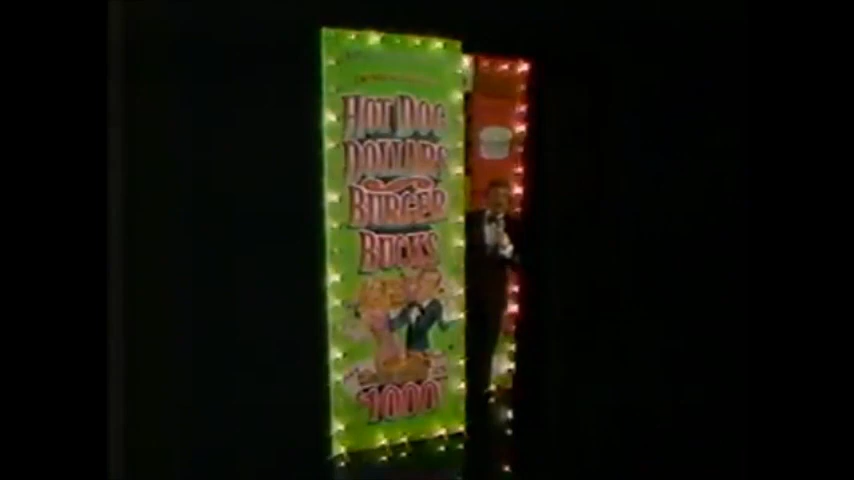 HOT DOG
DOLLARS
BURGER
BUCKS
$1000